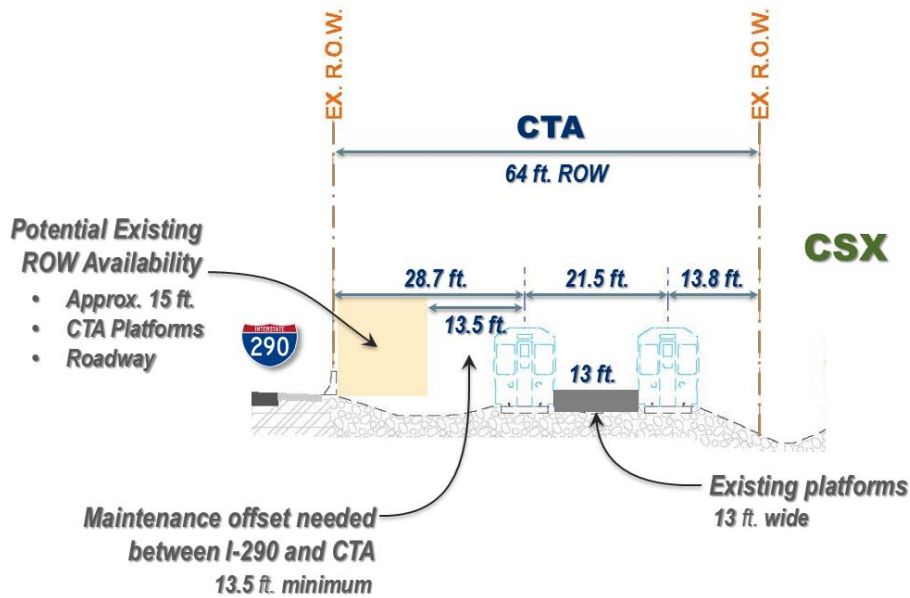 EX. R.O.W.
EX. R.O.W.
CTA
64 ft. ROW
CSX
Potential Existing
ROW Availability
• Approx. 15 ft.
• CTA Platforms
• Roadway
28.7 ft.
21.5 ft.
13.8 ft.
13.5 ft.
INTERSTATE
290
13 ft.
Maintenance offset needed
between I-290 and CTA
13.5 ft. minimum
Existing platforms
13 ft. wide